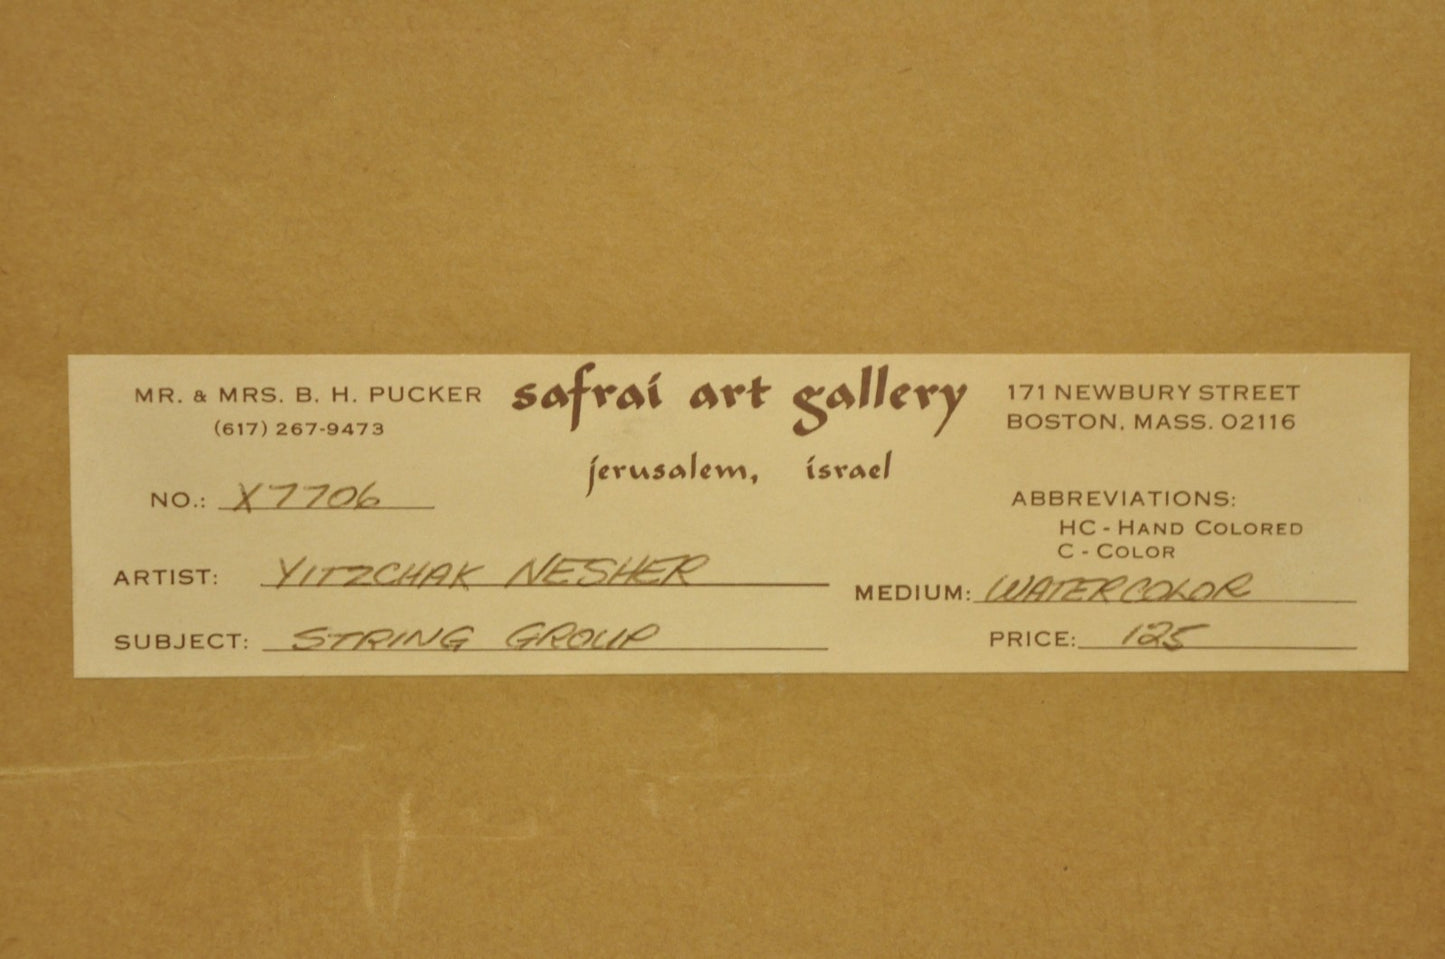 MR. & MRS. B. H. PUCKER
(617) 267-9473
safrai art gallery
jerusalem, israel
171 NEWBURY STREET
BOSTON, MASS. 02116
NO.: X7706
ABBREVIATIONS:
HC - HAND COLORED
C - COLOR
ARTIST: YITZCHAK NESHER
MEDIUM: WATERCOLOR
SUBJECT: STRING GROUP
PRICE: 125